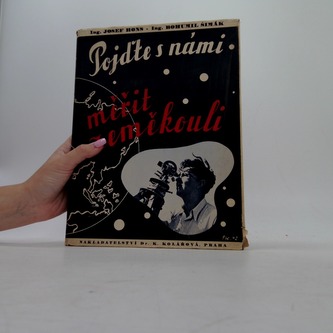 Ing. JOSEF HONS - Ing. BOHUMIL ŠIMÁK
Pojďte s námi
měřit
zeměkouli
NAKLADATELSTVÍ Dr. R. KOLÁŘOVÁ, PRAHA